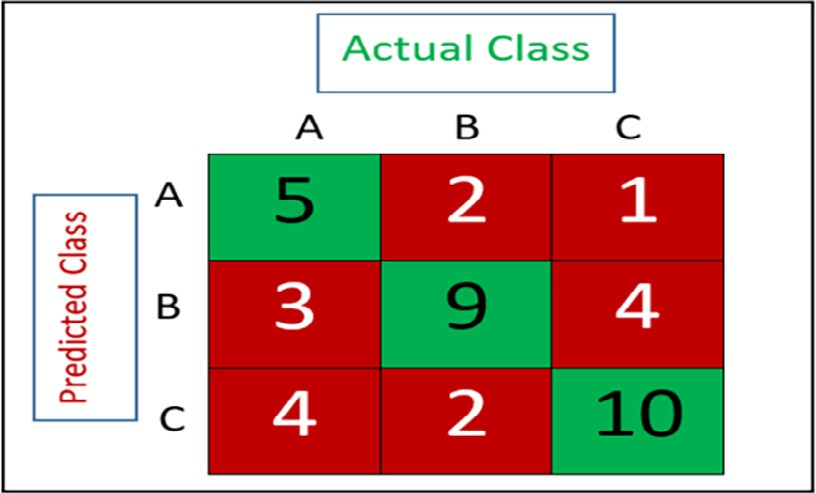 Actual Class
A B C
Predicted Class
A 5 2 1
B 3 9 4
C 4 2 10